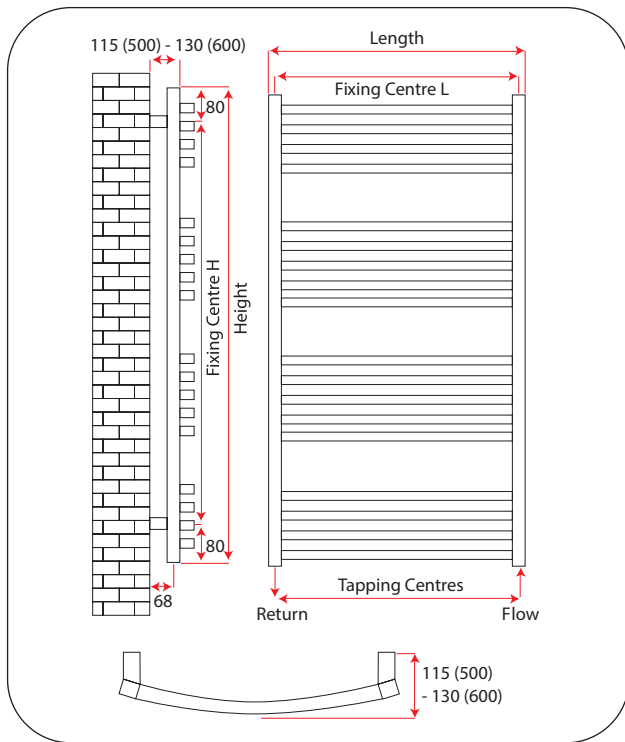 115 (500) - 130 (600)
Length
Fixing Centre L
80
Fixing Centre H
Height
80
68
Tapping Centres
Return
Flow
115 (500)
- 130 (600)